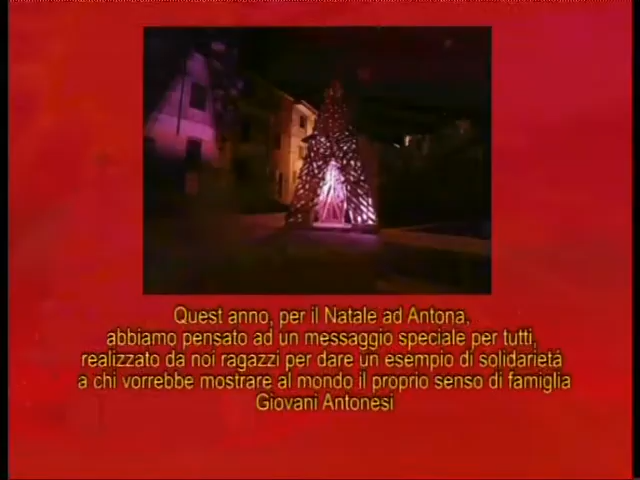 Quest anno, per il Natale ad Antona,
abbiamo pensato ad un messaggio speciale per tutti,
realizzato da noi ragazzi per dare un esempio di solidarietá
a chi vorrebbe mostrare al mondo il proprio senso di famiglia
Giovani Antonesi